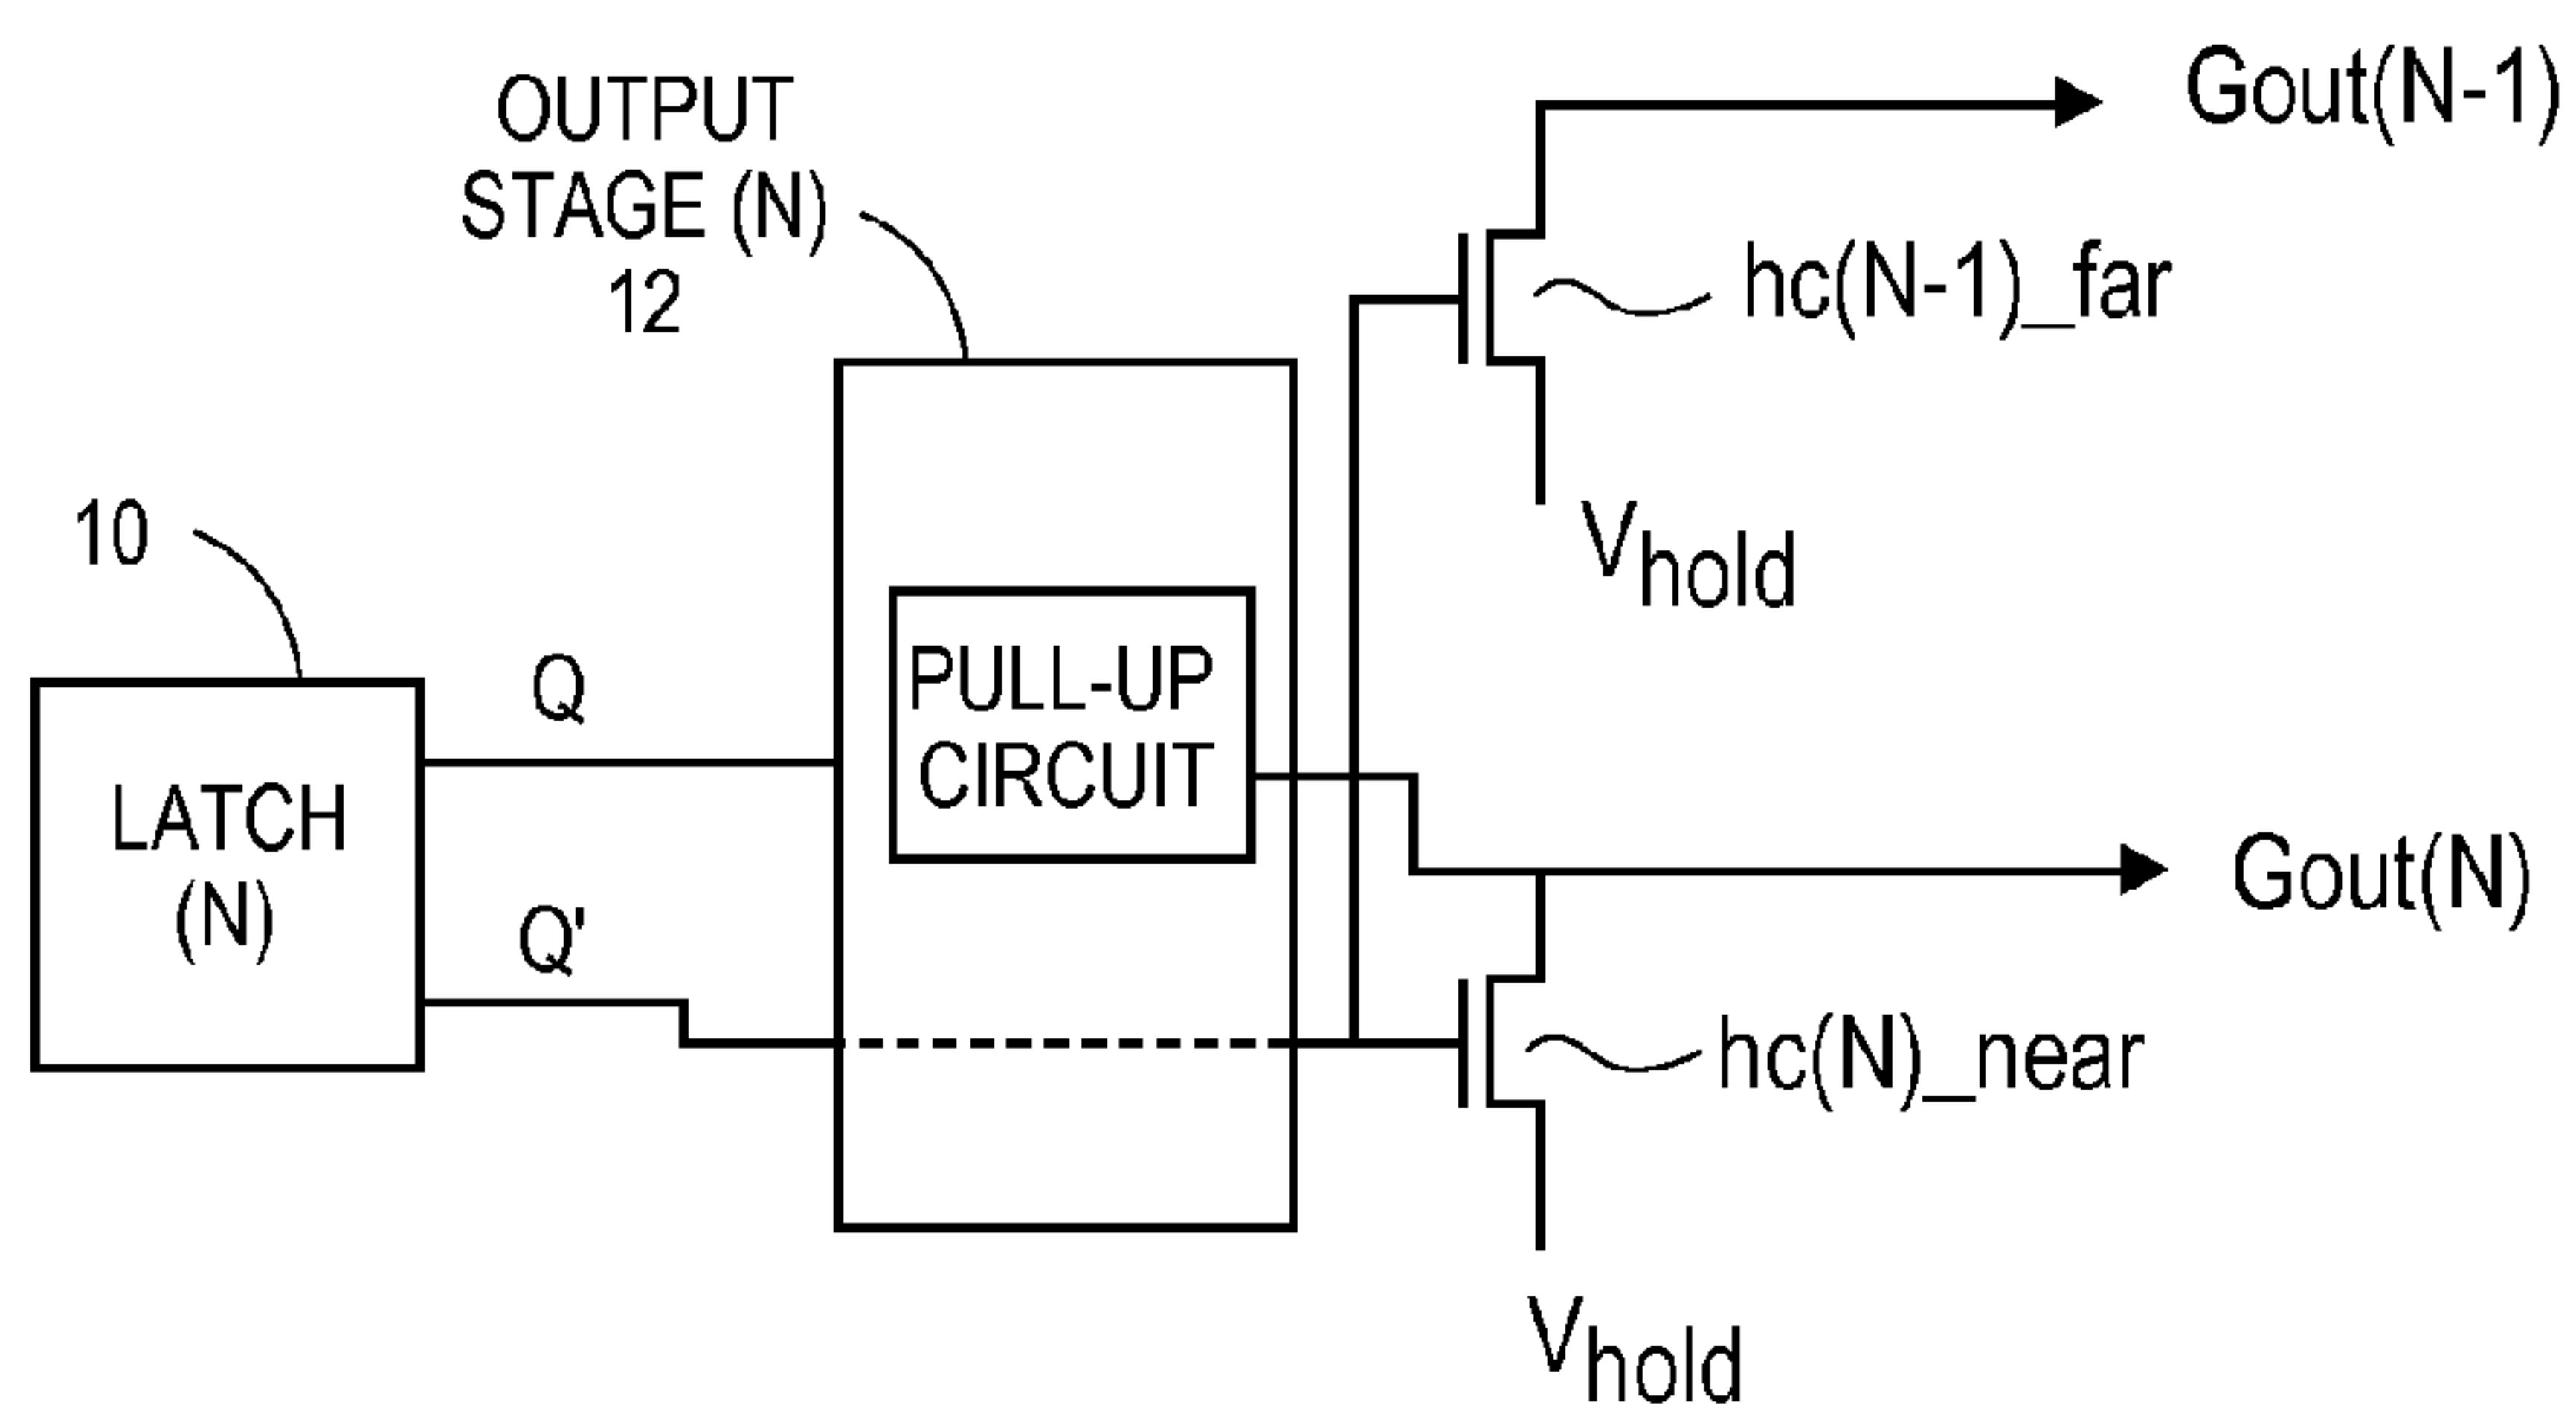 OUTPUT
STAGE (N)
12
Gout(N-1)
hc(N-1)_far
Vhold
10
LATCH
(N)
Q
Q'
PULL-UP
CIRCUIT
Gout(N)
hc(N)_near
Vhold